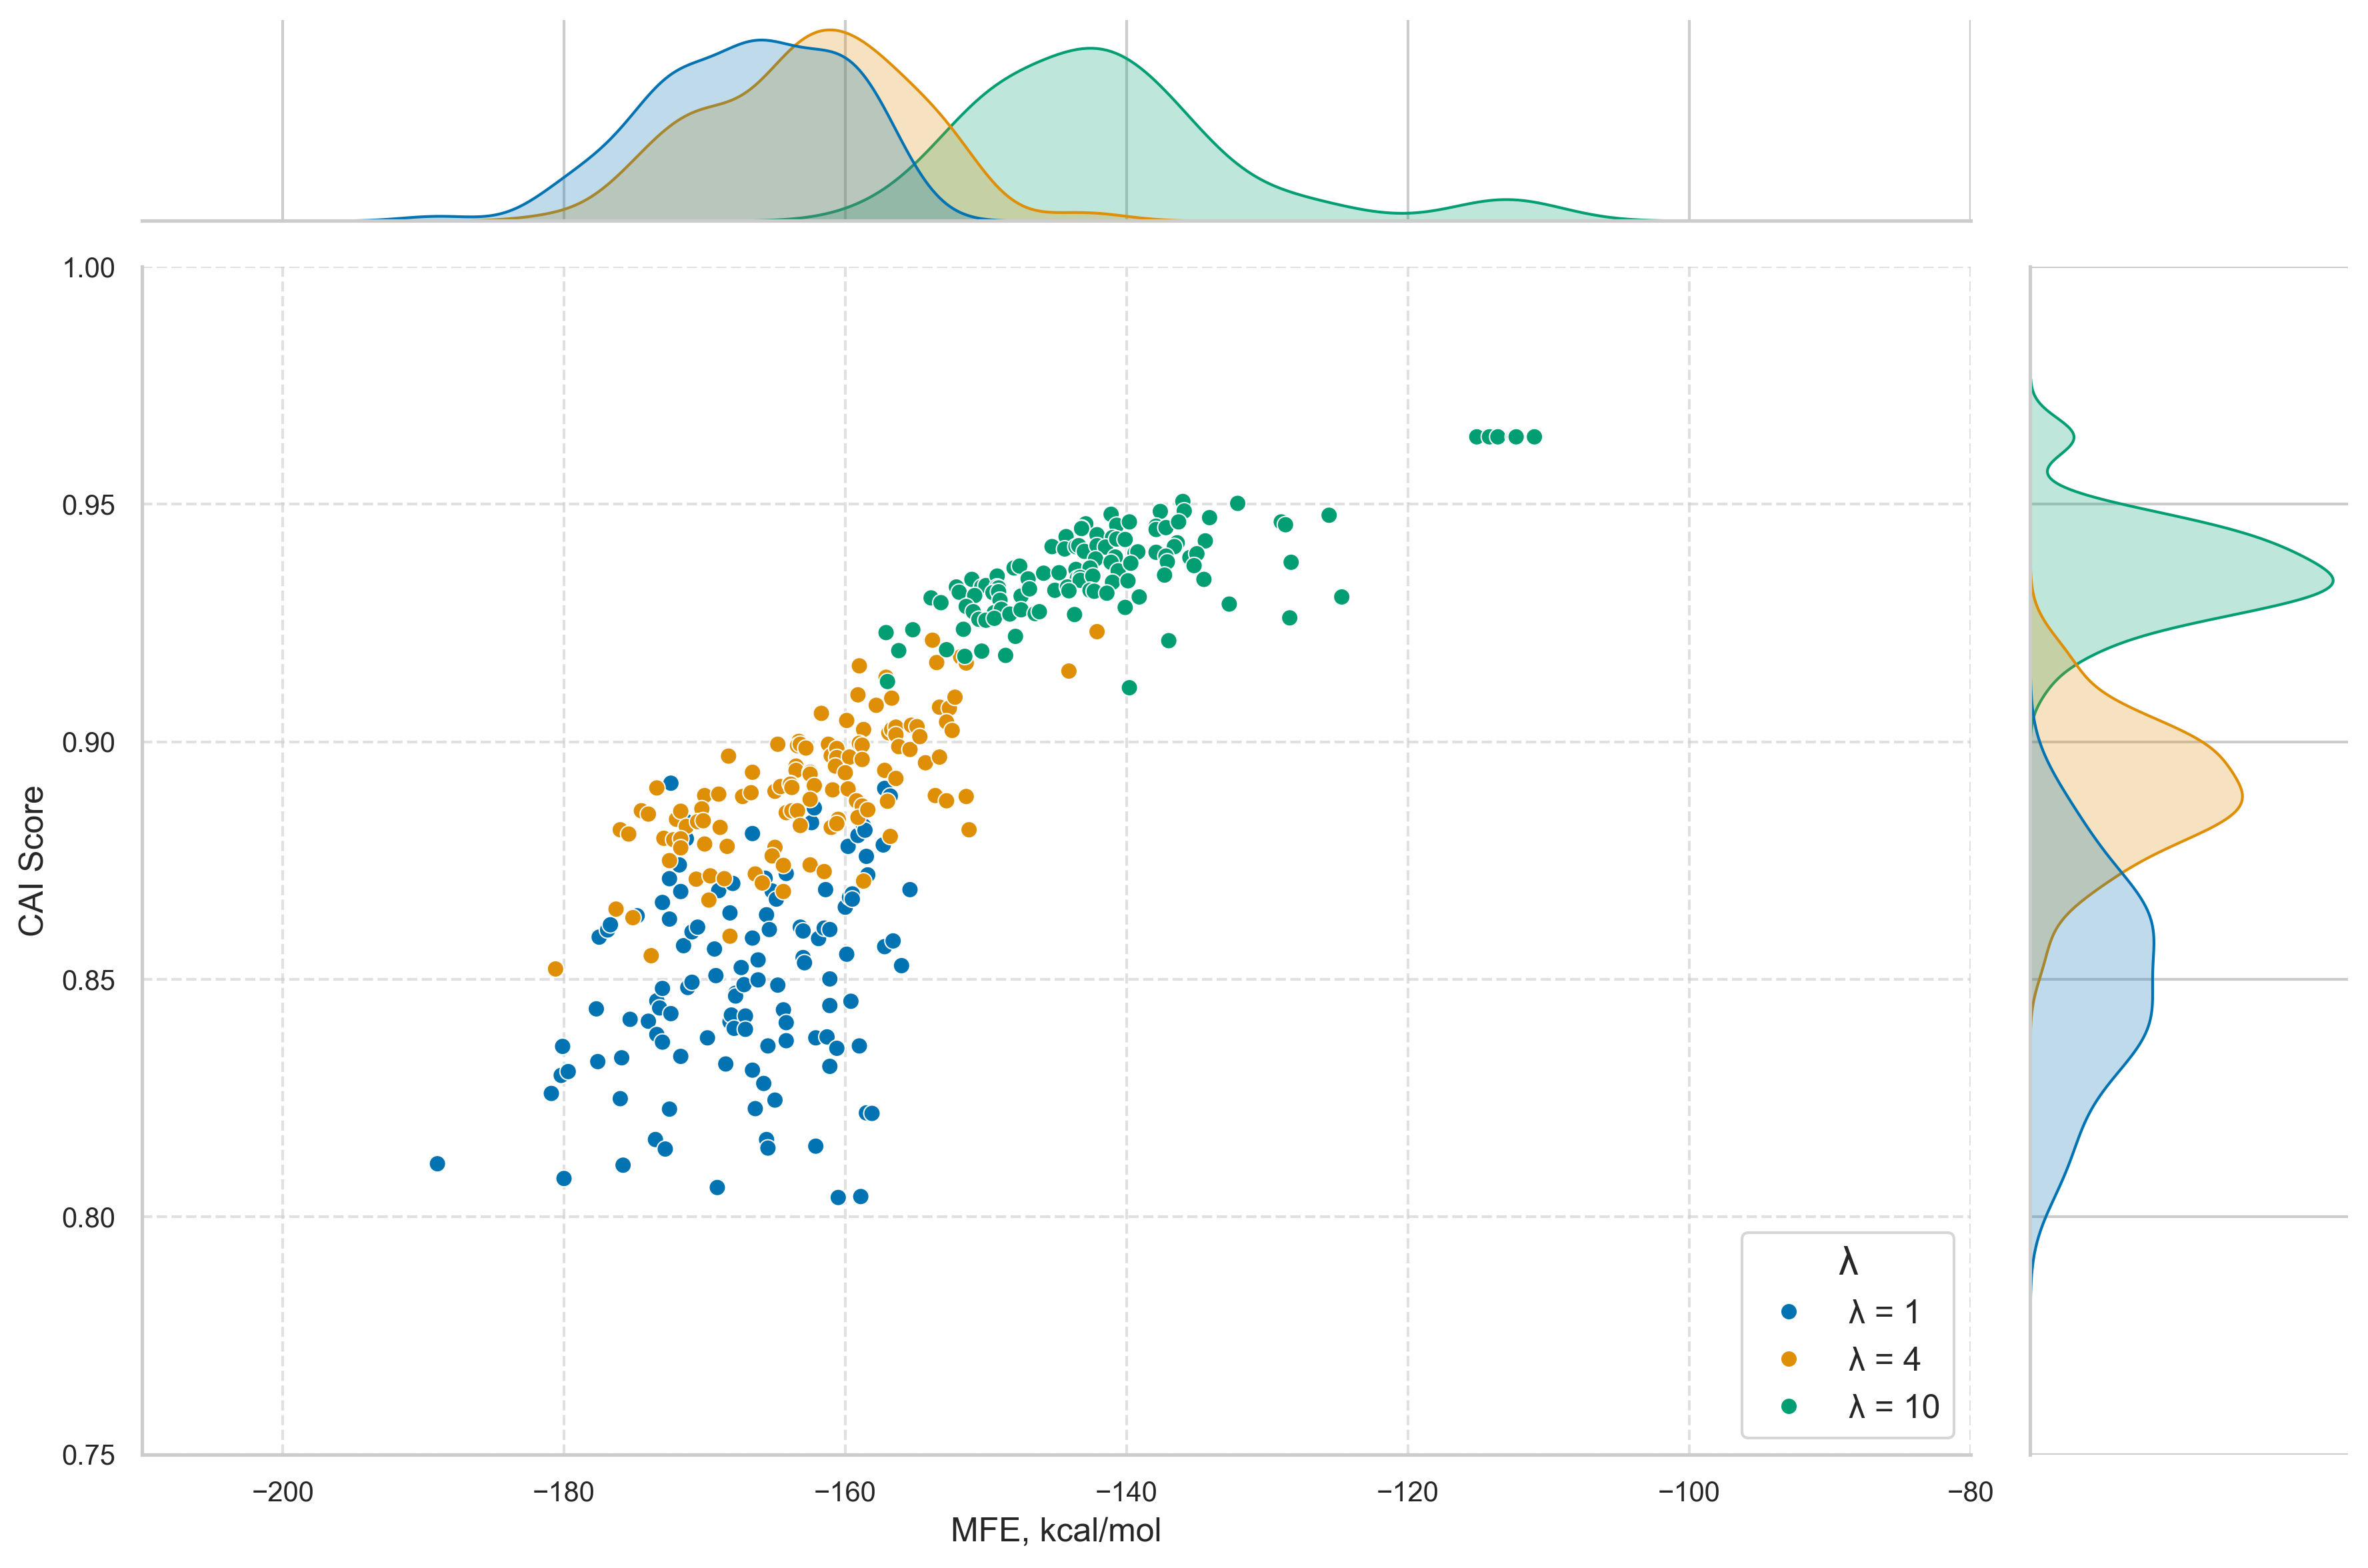 1.00
0.95
0.90
0.85
0.80
0.75
CAI Score
−200 −180 −160 −140 −120 −100 −80
MFE, kcal/mol
λ
λ = 1
λ = 4
λ = 10